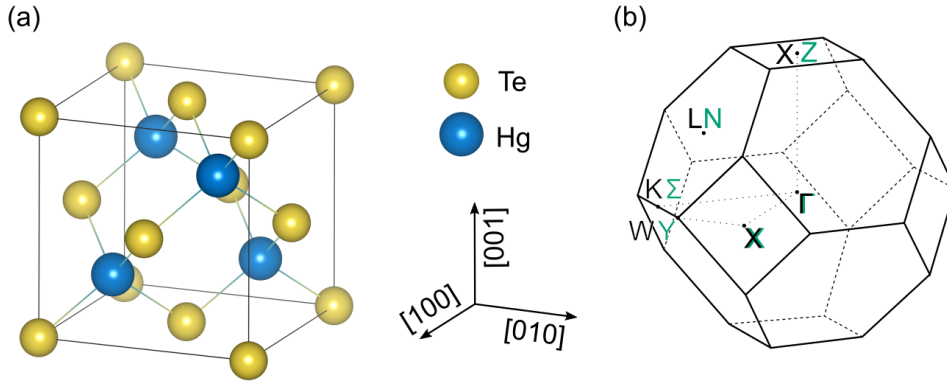 (a)
Te
Hg
[001]
[100]
[010]
(b)
X Z
L N
K Σ
Γ
W Y
X